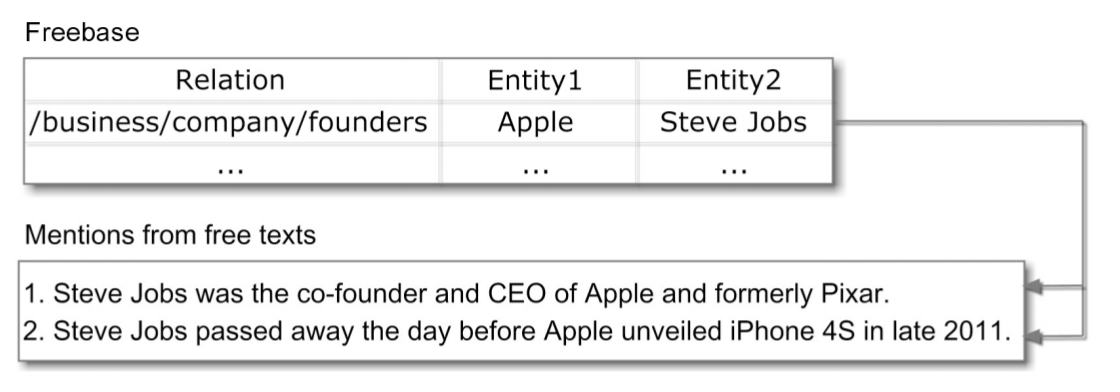 Freebase
Relation Entity1 Entity2
/business/company/founders Apple Steve Jobs
... ... ...
Mentions from free texts
1. Steve Jobs was the co-founder and CEO of Apple and formerly Pixar.
2. Steve Jobs passed away the day before Apple unveiled iPhone 4S in late 2011.